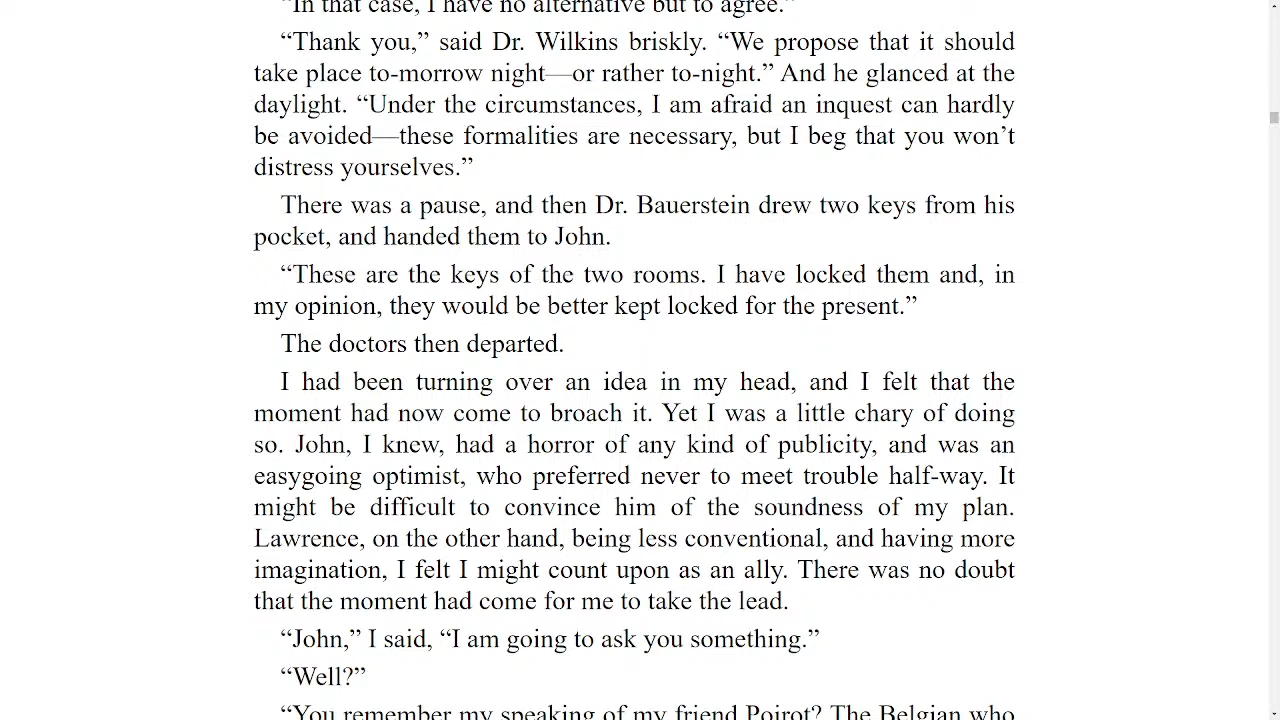 “In that case, I have no alternative but to agree.”
“Thank you,” said Dr. Wilkins briskly. “We propose that it should
take place to-morrow night—or rather to-night.” And he glanced at the
daylight. “Under the circumstances, I am afraid an inquest can hardly
be avoided—these formalities are necessary, but I beg that you won’t
distress yourselves.”
There was a pause, and then Dr. Bauerstein drew two keys from his
pocket, and handed them to John.
“These are the keys of the two rooms. I have locked them and, in
my opinion, they would be better kept locked for the present.”
The doctors then departed.
I had been turning over an idea in my head, and I felt that the
moment had now come to broach it. Yet I was a little chary of doing
so. John, I knew, had a horror of any kind of publicity, and was an
easygoing optimist, who preferred never to meet trouble half-way. It
might be difficult to convince him of the soundness of my plan.
Lawrence, on the other hand, being less conventional, and having more
imagination, I felt I might count upon as an ally. There was no doubt
that the moment had come for me to take the lead.
“John,” I said, “I am going to ask you something.”
“Well?”
“You remember my speaking of my friend Poirot? The Belgian who